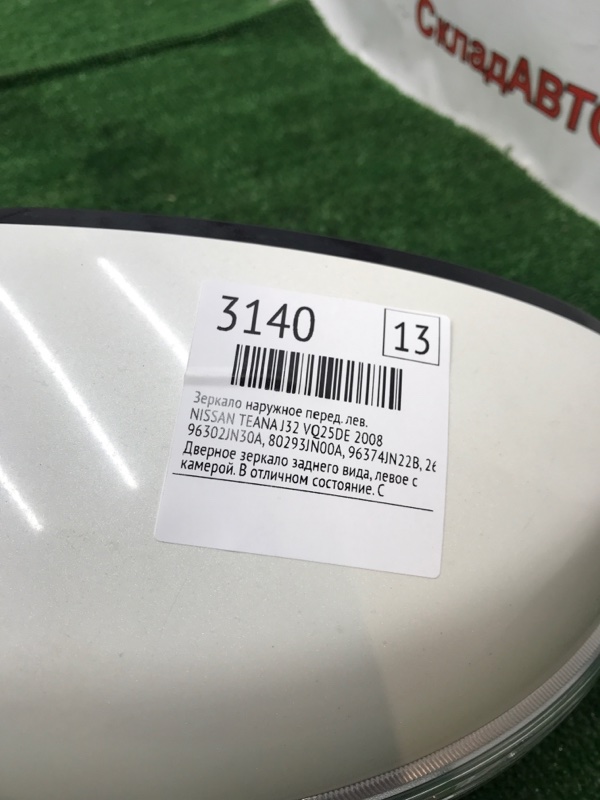 СкладАВТО
3140
13
Зеркало наружное перед. лев.
NISSAN TEANA J32 VQ25DE 2008
96302JN30A, 80293JN00A, 96374JN22B, 26
Дверное зеркало заднего вида, левое с
камерой. В отличном состояние. С